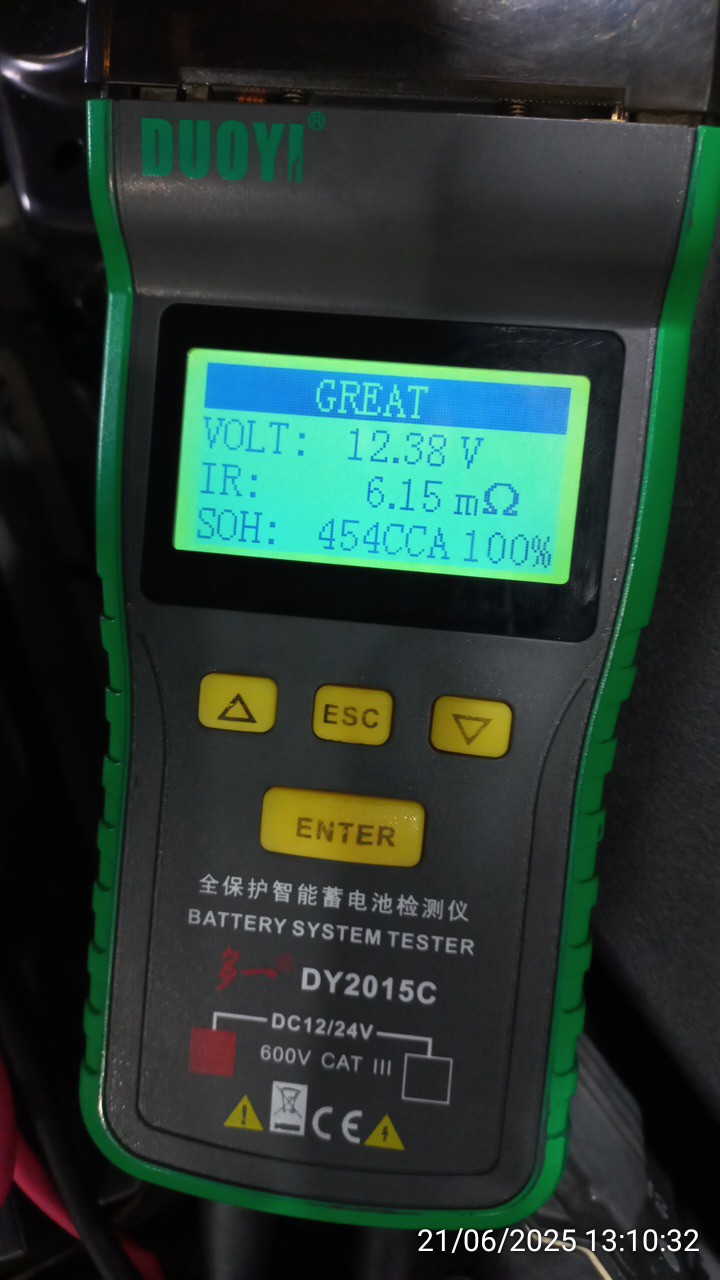 DUOYI®
GREAT
VOLT: 12.38 V
IR: 6.15 mΩ
SOH: 454CCA 100%
ESC
ENTER
全保护智能蓄电池检测仪
BATTERY SYSTEM TESTER
多一® DY2015C
DC12/24V
600V CAT III
CE
21/06/2025 13:10:32